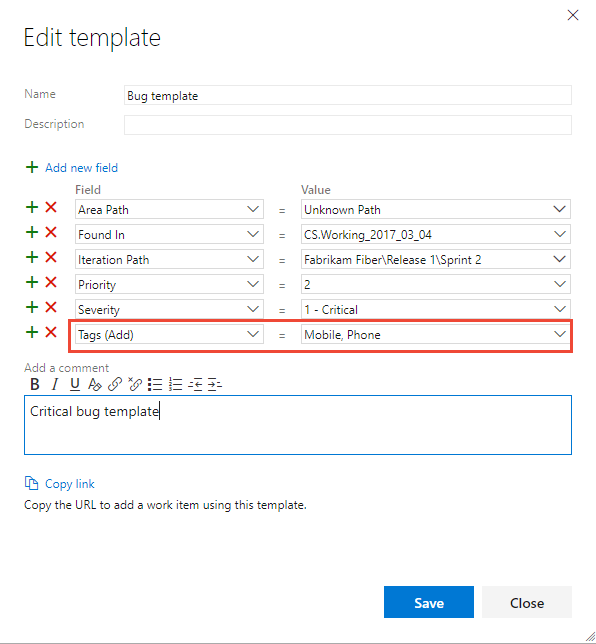 Edit template
Name Bug template
Description
Add new field
Field Value
Area Path = Unknown Path
Found In = CS.Working_2017_03_04
Iteration Path = Fabrikam Fiber\Release 1\Sprint 2
Priority = 2
Severity = 1 - Critical
Tags (Add) = Mobile, Phone
Add a comment
B I U
Critical bug template
Copy link
Copy the URL to add a work item using this template.
Save Close